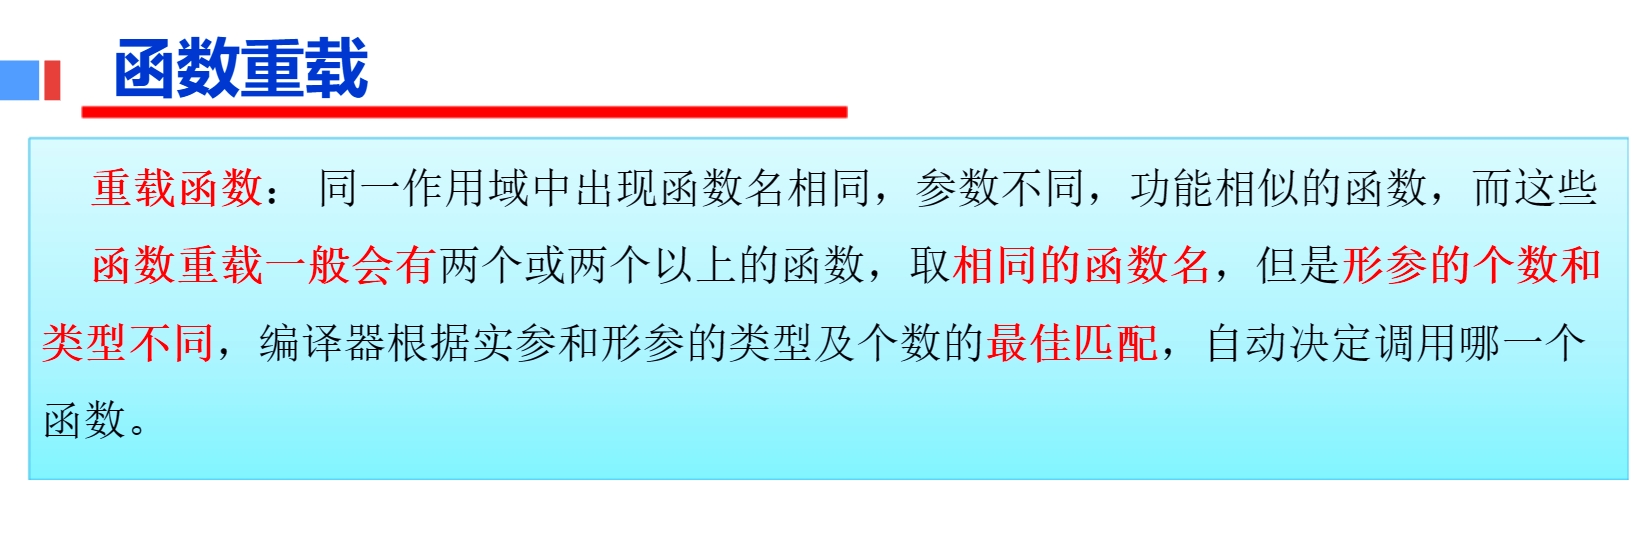 函数重载
重载函数： 同一作用域中出现函数名相同，参数不同，功能相似的函数，而这些
函数重载一般会有两个或两个以上的函数，取相同的函数名，但是形参的个数和
类型不同，编译器根据实参和形参的类型及个数的最佳匹配，自动决定调用哪一个
函数。